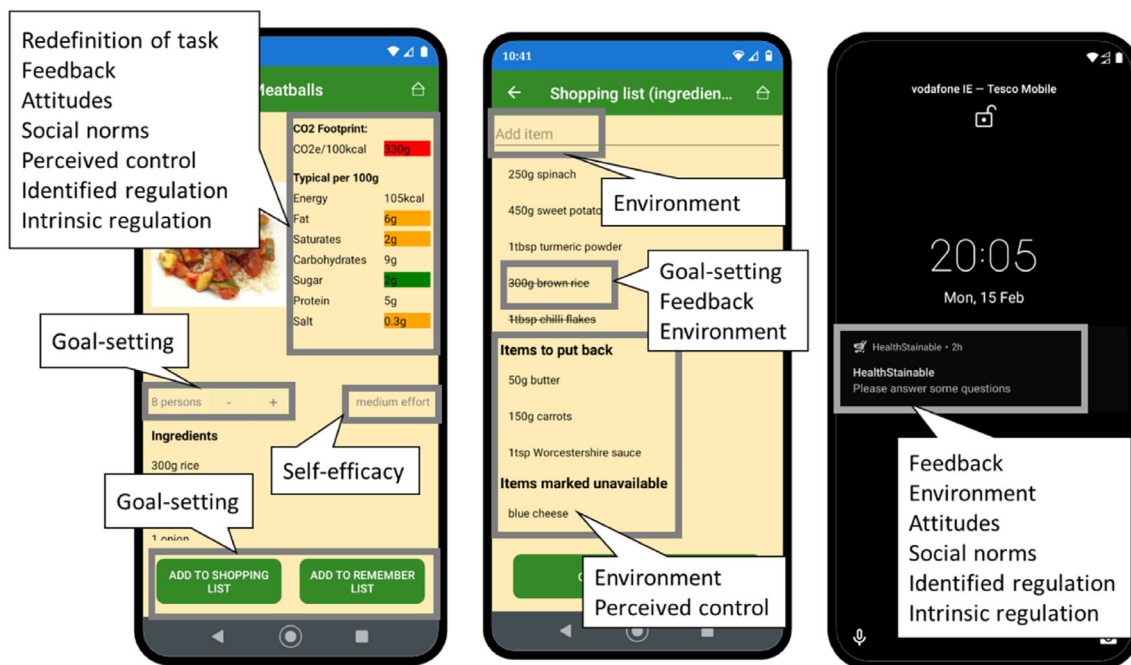 Redefinition of task
Feedback
Attitudes
Social norms
Perceived control
Identified regulation
Intrinsic regulation
Meatballs
CO2 Footprint:
CO2e/100kcal 330g
Typical per 100g
Energy 105kcal
Fat 6g
Saturates 2g
Carbohydrates 9g
Sugar 2g
Protein 5g
Salt 0.3g
Goal-setting
8 persons - +
medium effort
Ingredients
300g rice
Self-efficacy
Goal-setting
1 onion
ADD TO SHOPPING
LIST
ADD TO REMEMBER
LIST
10:41
Shopping list (ingredien...
Add item
Environment
250g spinach
450g sweet potato
1tbsp turmeric powder
300g brown rice
Goal-setting
Feedback
Environment
1tbsp chilli flakes
Items to put back
50g butter
150g carrots
1tsp Worcestershire sauce
Items marked unavailable
blue cheese
Environment
Perceived control
vodafone IE — Tesco Mobile
20:05
Mon, 15 Feb
HealthStainable • 2h
HealthStainable
Please answer some questions
Feedback
Environment
Attitudes
Social norms
Identified regulation
Intrinsic regulation